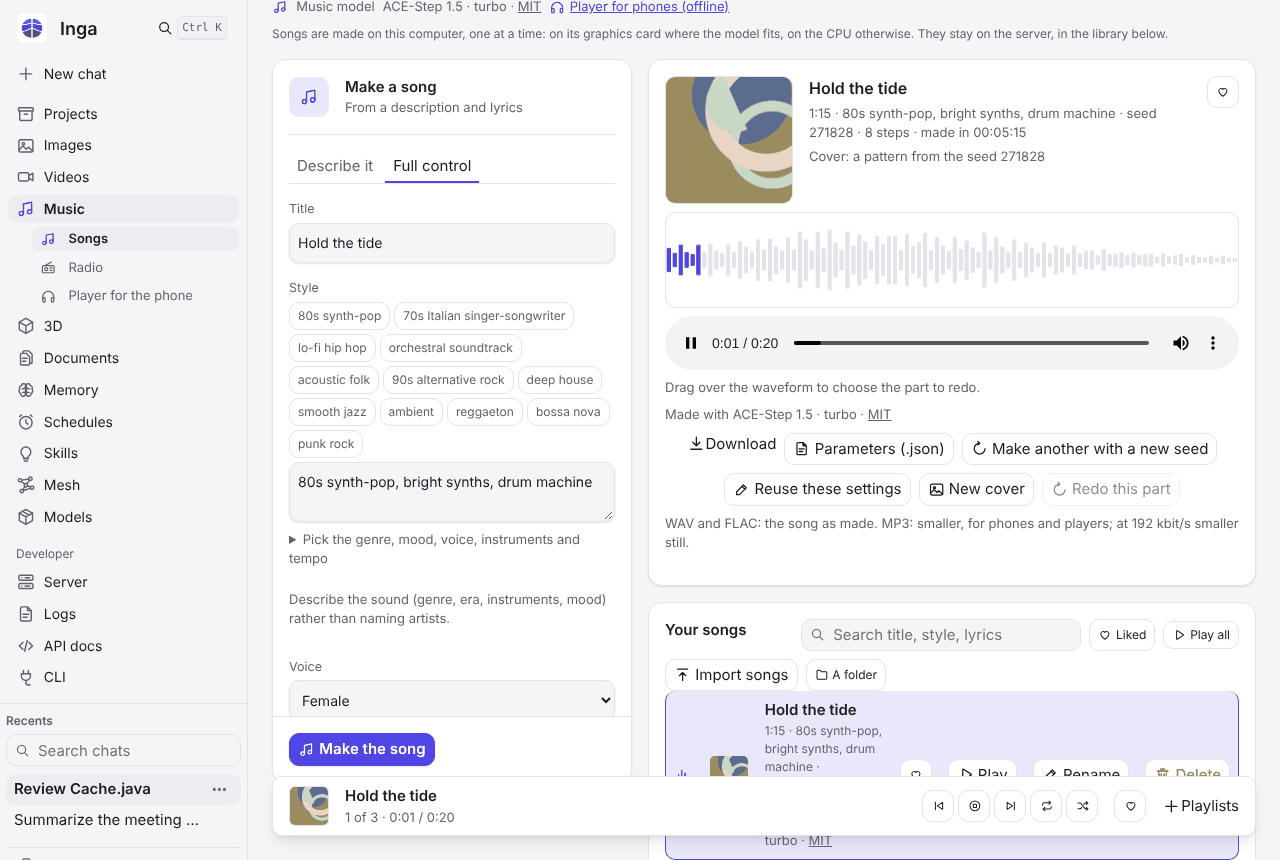 Inga
Ctrl K
New chat
Projects
Images
Videos
Music
Songs
Radio
Player for the phone
3D
Documents
Memory
Schedules
Skills
Mesh
Models
Developer
Server
Logs
API docs
CLI
Recents
Search chats
Review Cache.java
Summarize the meeting ...
Music model ACE-Step 1.5 · turbo · MIT Player for phones (offline)
Songs are made on this computer, one at a time: on its graphics card where the model fits, on the CPU otherwise. They stay on the server, in the library below.
Make a song
From a description and lyrics
Describe it Full control
Title
Hold the tide
Style
80s synth-pop 70s Italian singer-songwriter
lo-fi hip hop orchestral soundtrack
acoustic folk 90s alternative rock deep house
smooth jazz ambient reggaeton bossa nova
punk rock
80s synth-pop, bright synths, drum machine
Pick the genre, mood, voice, instruments and
tempo
Describe the sound (genre, era, instruments, mood)
rather than naming artists.
Voice
Female
Make the song
Hold the tide
1:15 · 80s synth-pop, bright synths, drum machine · seed
271828 · 8 steps · made in 00:05:15
Cover: a pattern from the seed 271828
0:01 / 0:20
Drag over the waveform to choose the part to redo.
Made with ACE-Step 1.5 · turbo · MIT
Download Parameters (.json) Make another with a new seed
Reuse these settings New cover Redo this part
WAV and FLAC: the song as made. MP3: smaller, for phones and players; at 192 kbit/s smaller
still.
Your songs Search title, style, lyrics Liked Play all
Import songs A folder
Hold the tide
1:15 · 80s synth-pop,
bright synths, drum
machine ·
Play Rename Delete
turbo · MIT
Hold the tide
1 of 3 · 0:01 / 0:20
Playlists